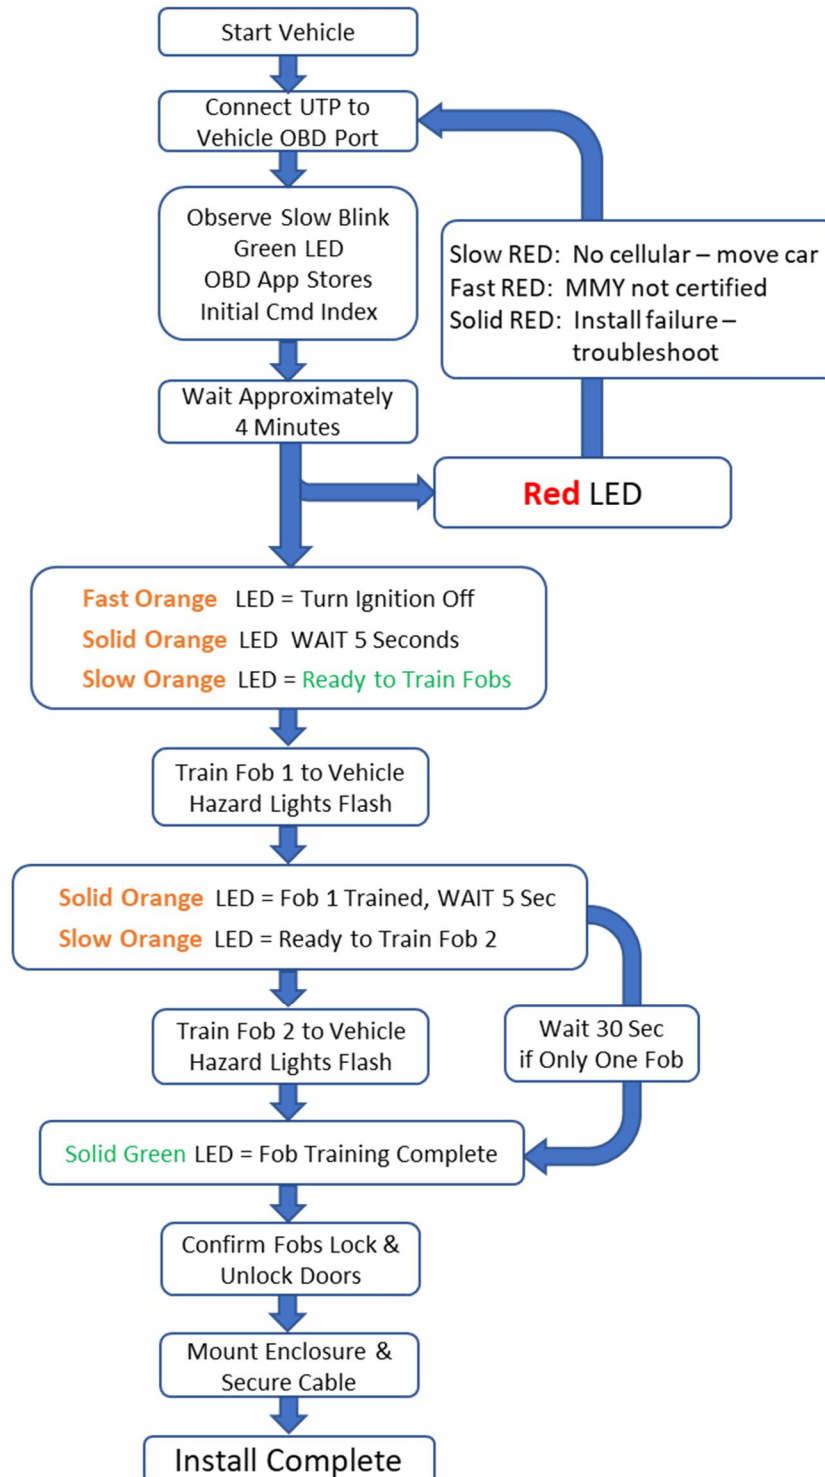 Start Vehicle
Connect UTP to
Vehicle OBD Port
Observe Slow Blink
Green LED
OBD App Stores
Initial Cmd Index
Slow RED: No cellular – move car
Fast RED: MMY not certified
Solid RED: Install failure –
troubleshoot
Wait Approximately
4 Minutes
Red LED
Fast Orange LED = Turn Ignition Off
Solid Orange LED WAIT 5 Seconds
Slow Orange LED = Ready to Train Fobs
Train Fob 1 to Vehicle
Hazard Lights Flash
Solid Orange LED = Fob 1 Trained, WAIT 5 Sec
Slow Orange LED = Ready to Train Fob 2
Train Fob 2 to Vehicle
Hazard Lights Flash
Wait 30 Sec
if Only One Fob
Solid Green LED = Fob Training Complete
Confirm Fobs Lock &
Unlock Doors
Mount Enclosure &
Secure Cable
Install Complete